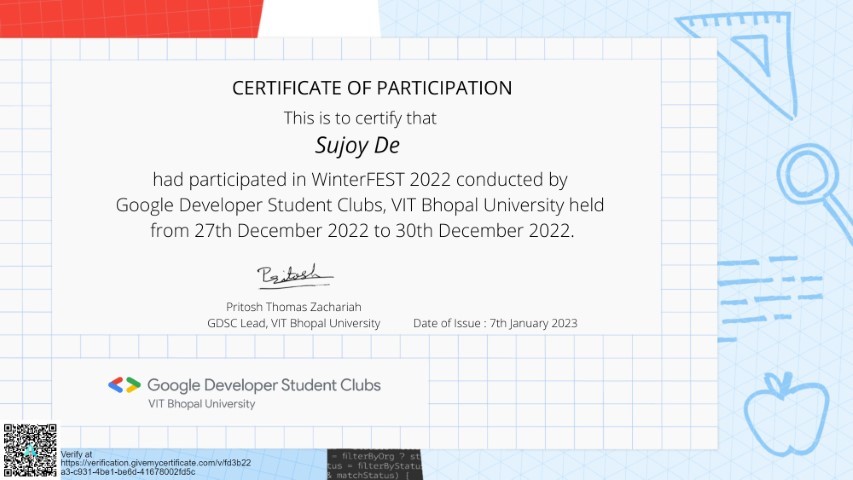 CERTIFICATE OF PARTICIPATION
This is to certify that
Sujoy De
had participated in WinterFEST 2022 conducted by
Google Developer Student Clubs, VIT Bhopal University held
from 27th December 2022 to 30th December 2022.
Pritosh
Pritosh Thomas Zachariah
GDSC Lead, VIT Bhopal University
Date of Issue : 7th January 2023
Google Developer Student Clubs
VIT Bhopal University
Verify at
https://verification.givemycertificate.com/v/fd3b22
a3-c931-4be1-be6d-41678002fd5c
= filterByOrg ? st
tus = filterByStatu
& matchStatus) {